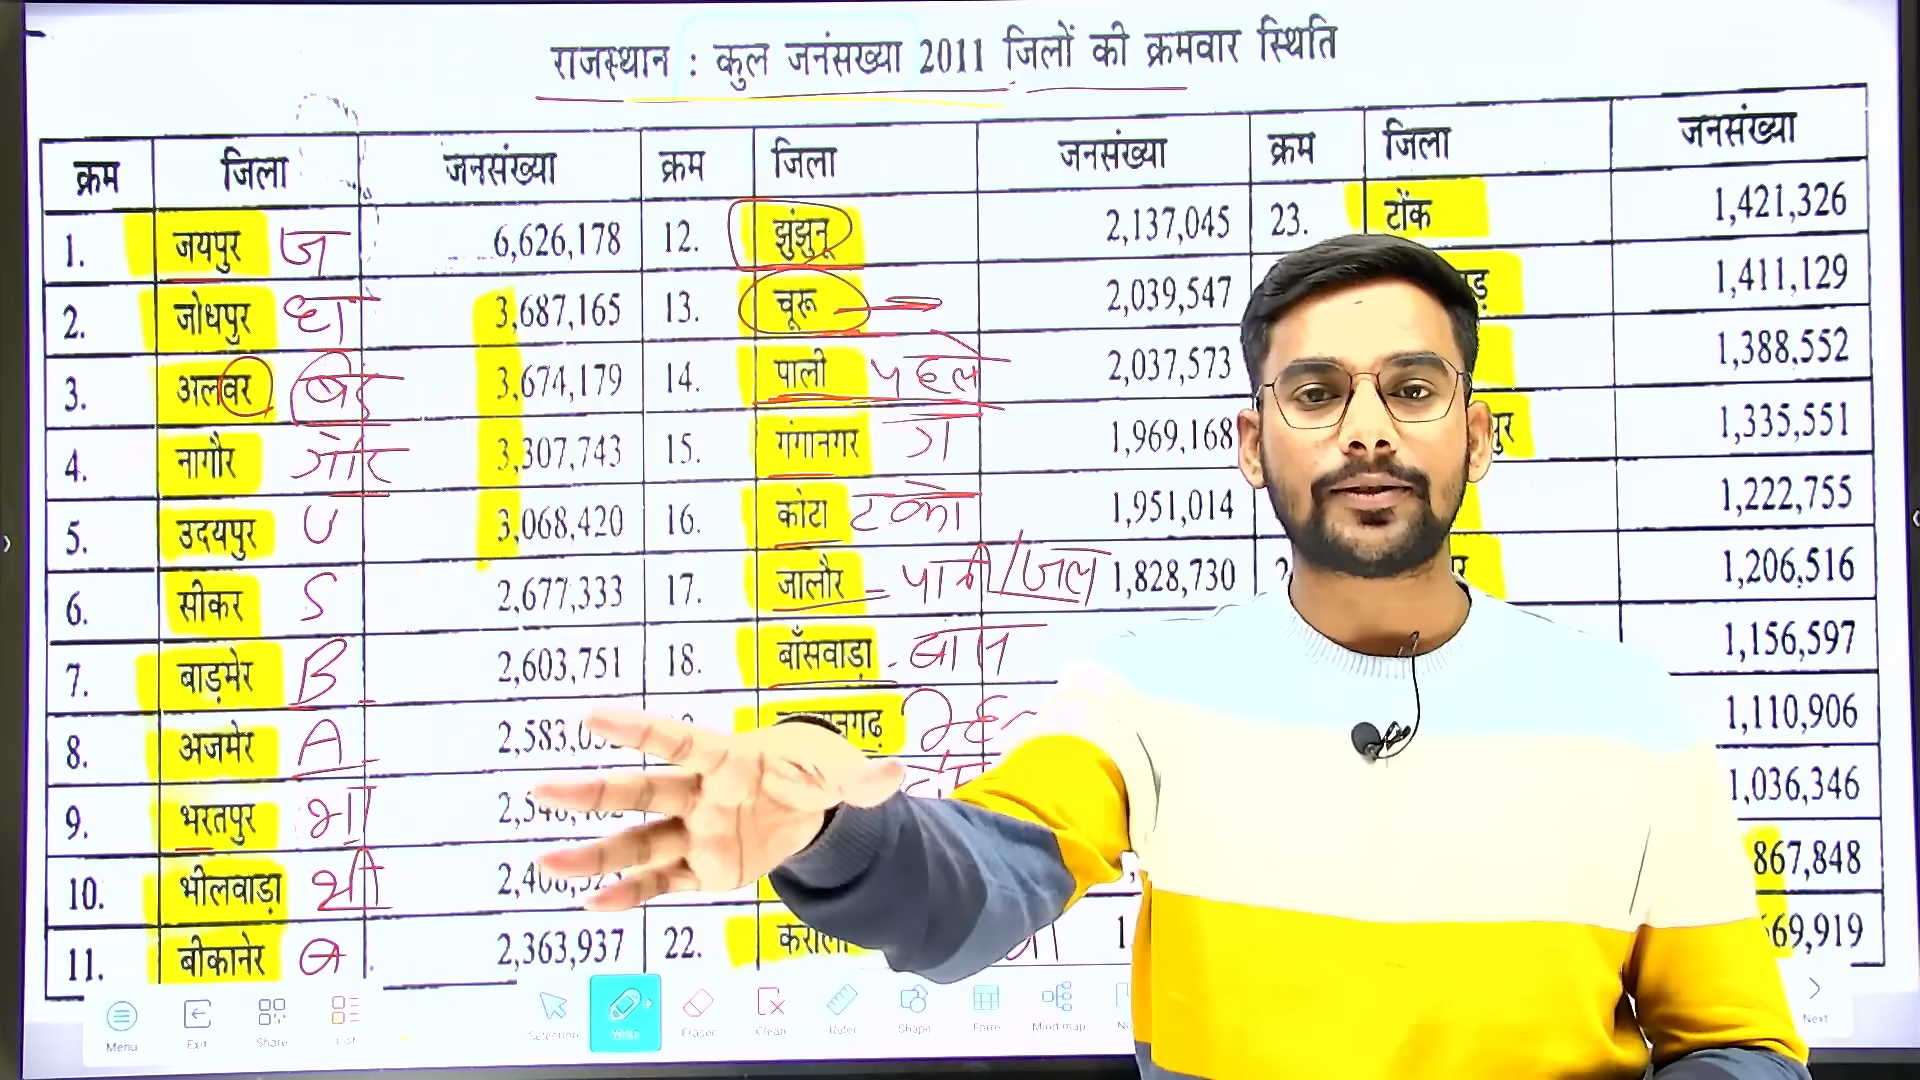 राजस्थान : कुल जनंसख्या 2011 जिलों की क्रमवार स्थिति
क्रम जिला जनसंख्या क्रम जिला जनसंख्या क्रम जिला जनसंख्या
1. जयपुर ज 6,626,178 12. झुंझुनू 2,137,045 23. टोंक 1,421,326
2. जोधपुर धा 3,687,165 13. चूरू 2,039,547 1,411,129
3. अलवर 3,674,179 14. पाली पहले 2,037,573 1,388,552
4. नागौर गौर 3,307,743 15. गंगानगर ग 1,969,168 1,335,551
5. उदयपुर U 3,068,420 16. कोटा टको 1,951,014 1,222,755
6. सीकर S 2,677,333 17. जालौर पानी/जल 1,828,730 1,206,516
7. बाड़मेर B 2,603,751 18. बाँसवाड़ा 1,156,597
8. अजमेर A 1,110,906
9. भरतपुर भा 1,036,346
10. भीलवाड़ा भी 867,848
11. बीकानेर ब 2,363,937 22. 69,919
Menu Exit Share List Selection Write Eraser Clean Ruler Shape Form Mind map Next